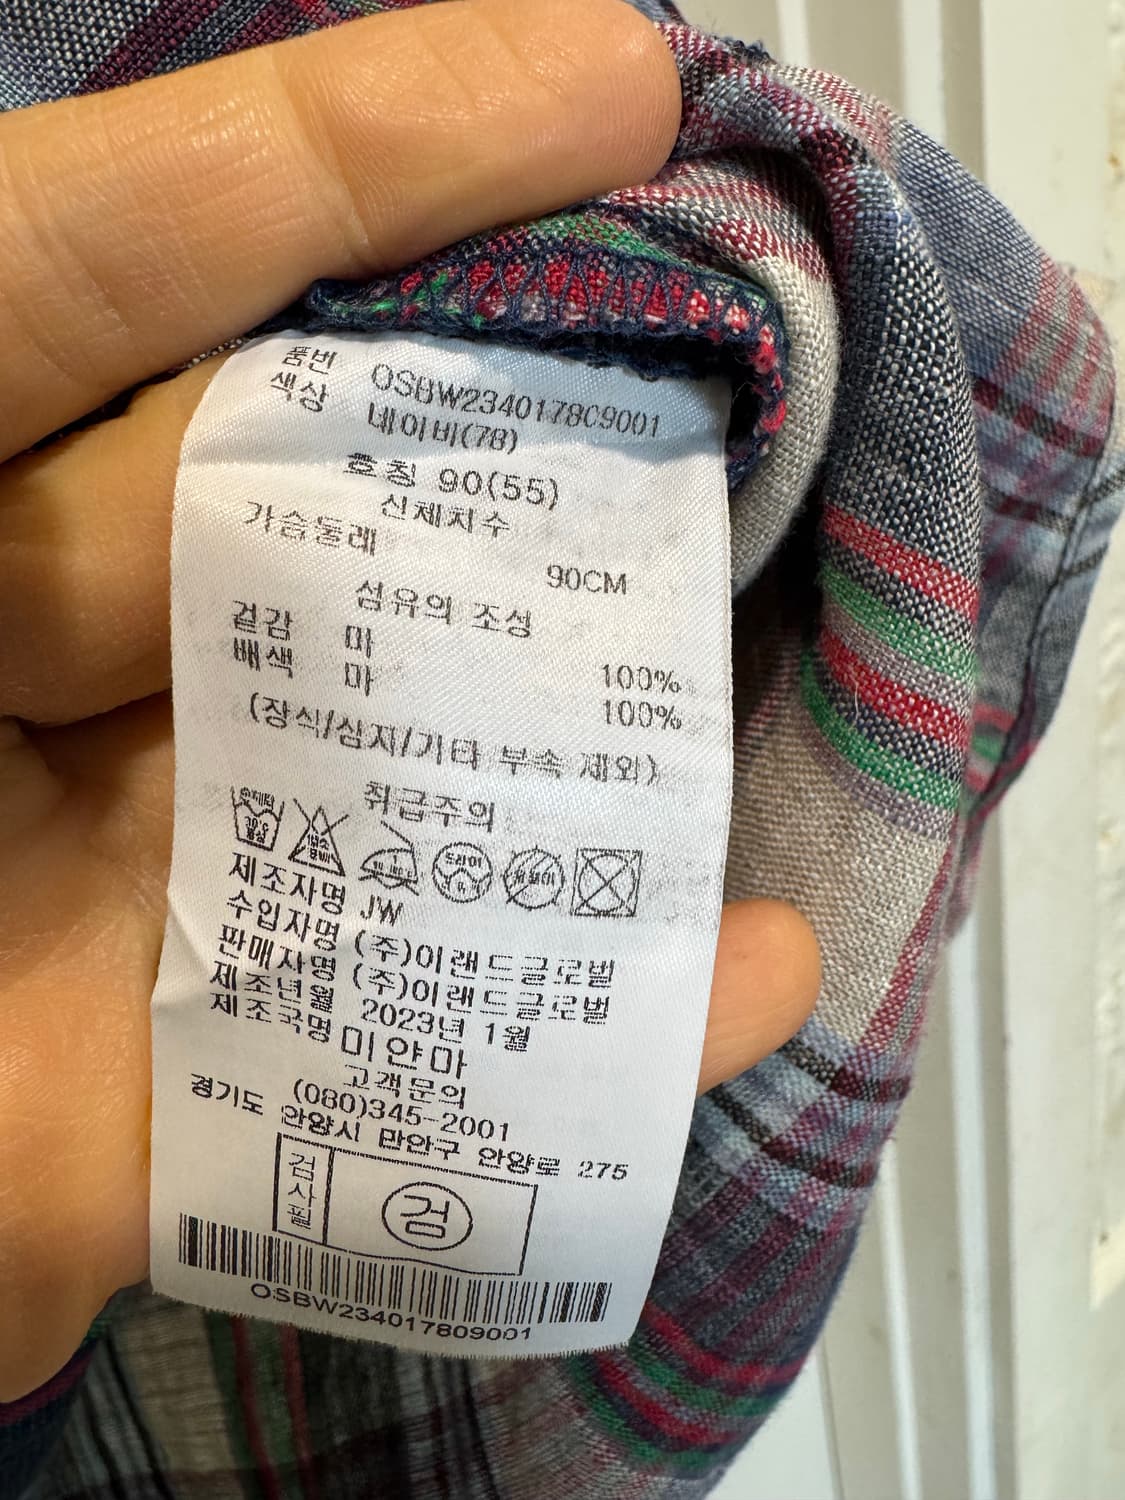 품번 OSBW234017809001
색상 네이비(78)
호칭 90(55)
신체치수
가슴둘레 90CM
섬유의 조성
겉감 마 100%
배색 마 100%
(장식/심지/기타 부속 제외)
취급주의
드라이
제조자명 JW
수입자명 (주)이랜드글로벌
판매자명 (주)이랜드글로벌
제조년월 2023년 1월
제조국명 미얀마
고객문의
(080)345-2001
경기도 안양시 만안구 안양로 275
검사필 검
OSBW234017809001